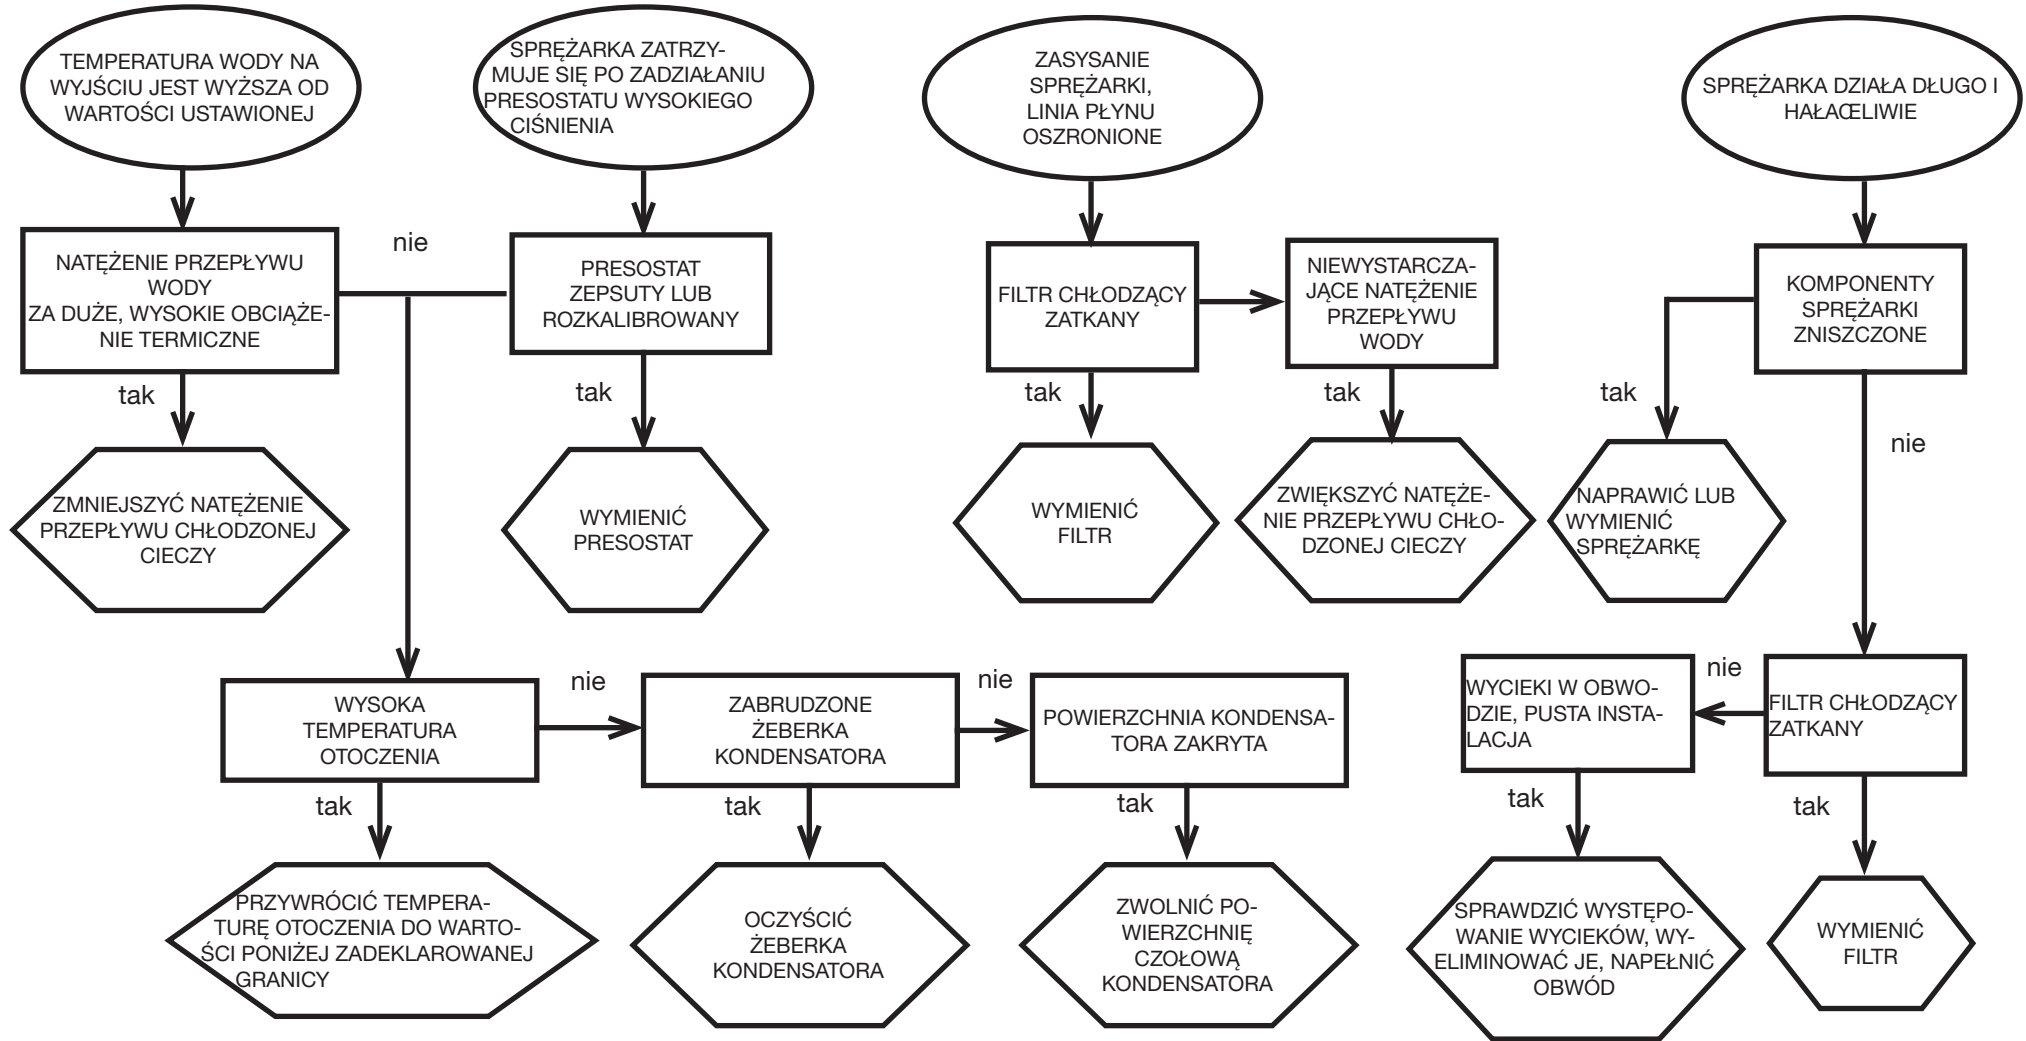 TEMPERATURA WODY NA
WYJŚCIU JEST WYŻSZA OD
WARTOŚCI USTAWIONEJ
SPRĘŻARKA ZATRZY-
MUJE SIĘ PO ZADZIAŁANIU
PRESOSTATU WYSOKIEGO
CIŚNIENIA
ZASYSANIE
SPRĘŻARKI,
LINIA PŁYNU
OSZRONIONE
SPRĘŻARKA DZIAŁA DŁUGO I
HAŁAŒLIWIE
NATĘŻENIE PRZEPŁYWU
WODY
ZA DUŻE, WYSOKIE OBCIĄŻE-
NIE TERMICZNE
nie
PRESOSTAT
ZEPSUTY LUB
ROZKALIBROWANY
FILTR CHŁODZĄCY
ZATKANY
NIEWYSTARCZA-
JĄCE NATĘŻENIE
PRZEPŁYWU
WODY
KOMPONENTY
SPRĘŻARKI
ZNISZCZONE
tak
tak
tak
tak
tak
nie
ZMNIEJSZYĆ NATĘŻENIE
PRZEPŁYWU CHŁODZONEJ
CIECZY
WYMIENIĆ
PRESOSTAT
WYMIENIĆ
FILTR
ZWIĘKSZYĆ NATĘŻE-
NIE PRZEPŁYWU CHŁO-
DZONEJ CIECZY
NAPRAWIĆ LUB
WYMIENIĆ
SPRĘŻARKĘ
WYSOKA
TEMPERATURA
OTOCZENIA
nie
ZABRUDZONE
ŻEBERKA
KONDENSATORA
nie
POWIERZCHNIA KONDENSA-
TORA ZAKRYTA
WYCIEKI W OBWO-
DZIE, PUSTA INSTA-
LACJA
nie
FILTR CHŁODZĄCY
ZATKANY
tak
tak
tak
tak
tak
PRZYWRÓCIĆ TEMPERA-
TURĘ OTOCZENIA DO WARTO-
ŚCI PONIŻEJ ZADEKLAROWANEJ
GRANICY
OCZYŚCIĆ
ŻEBERKA
KONDENSATORA
ZWOLNIĆ PO-
WIERZCHNIĘ
CZOŁOWĄ
KONDENSATORA
SPRAWDZIĆ WYSTĘPO-
WANIE WYCIEKÓW, WY-
ELIMINOWAĆ JE, NAPEŁNIĆ
OBWÓD
WYMIENIĆ
FILTR